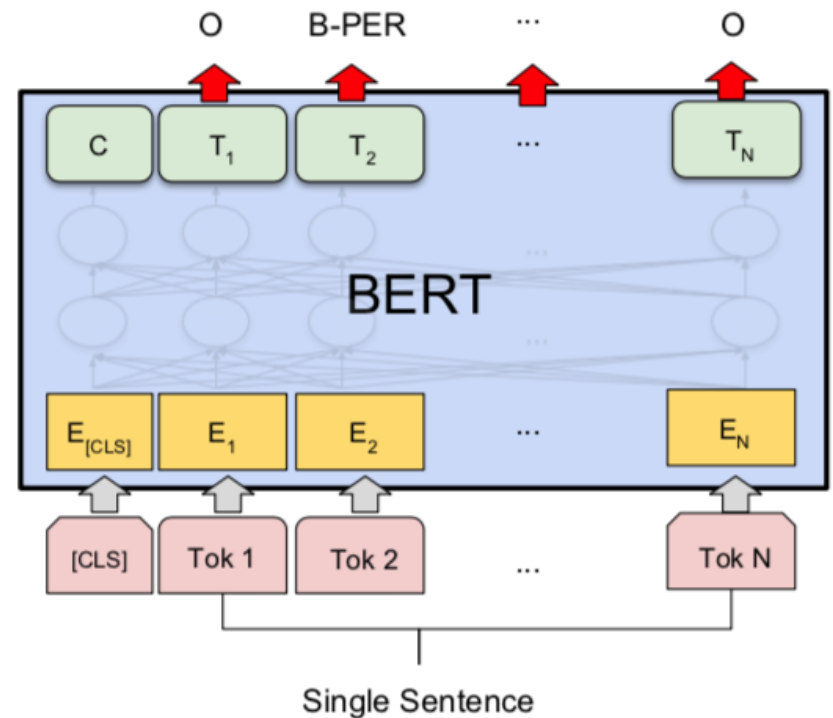 O B-PER ... O
C T1 T2 ... TN
...
BERT
...
E[CLS] E1 E2 ... EN
[CLS] Tok 1 Tok 2 ... Tok N
Single Sentence